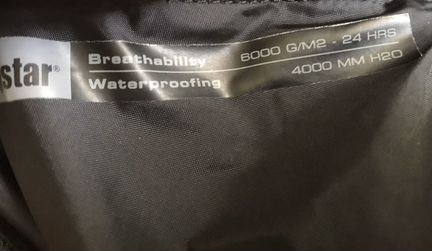 star®
Breathability 6000 G/M2 - 24 HRS
Waterproofing 4000 MM H2O